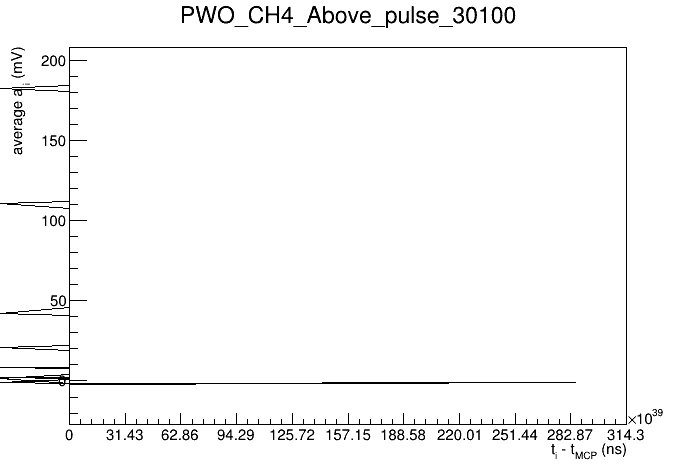 PWO_CH4_Above_pulse_30100
average a_i (mV)
200
150
100
50
0
0 31.43 62.86 94.29 125.72 157.15 188.58 220.01 251.44 282.87 314.3
×10^39
t_i - t_MCP (ns)